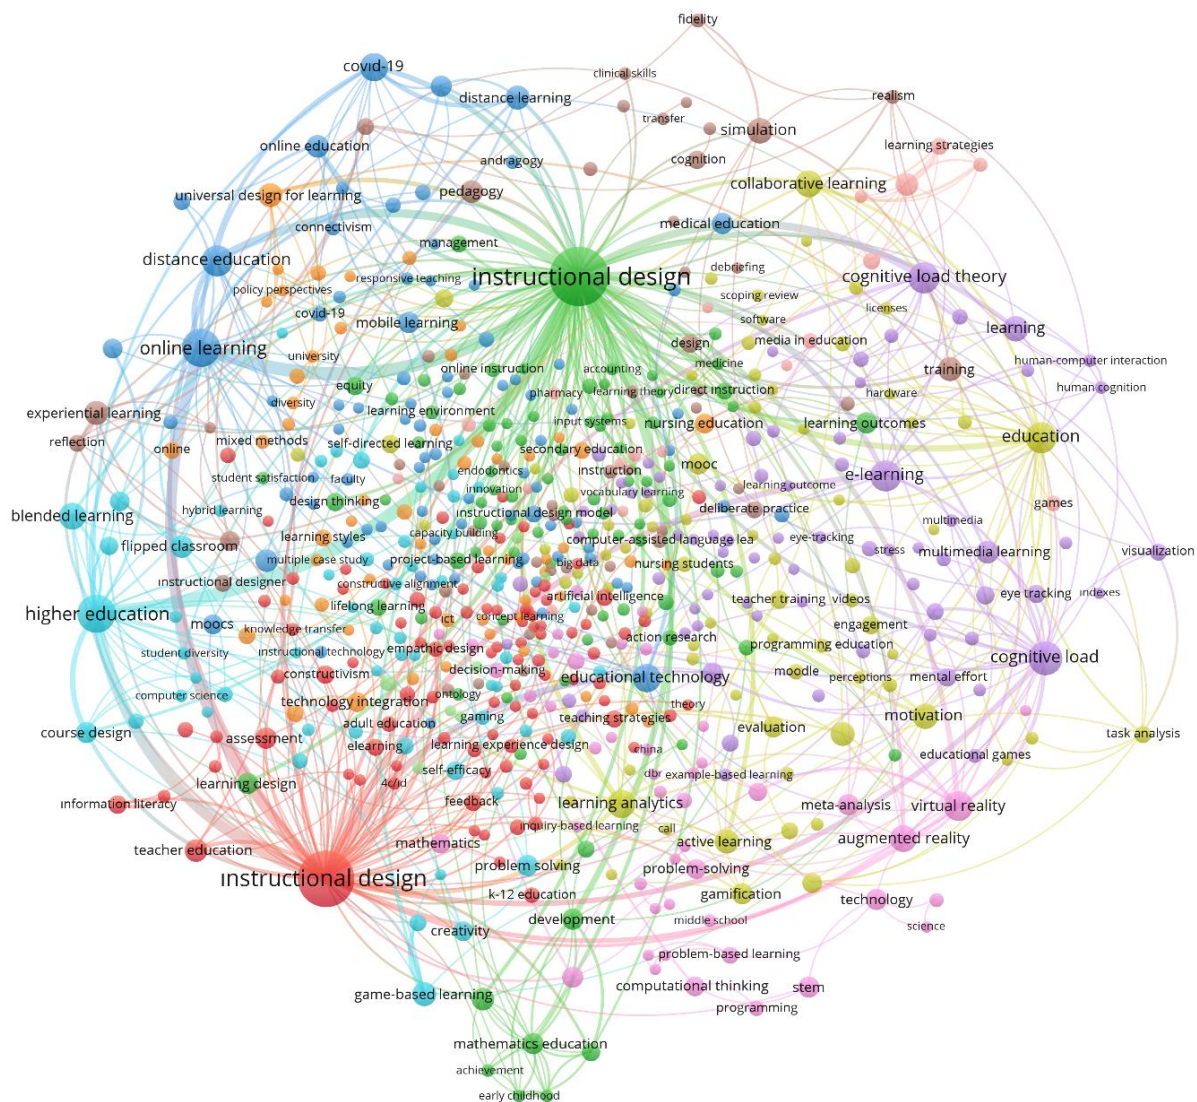 fidelity
covid-19
clinical skills
distance learning
realism
transfer
simulation
online education
learning strategies
andragogy
cognition
universal design for learning
pedagogy
collaborative learning
connectivism
medical education
management
distance education
instructional design
debriefing
cognitive load theory
policy perspectives
responsive teaching
scoping review
licenses
covid-19
mobile learning
software
learning
online learning
university
design
media in education
human-computer interaction
online instruction
accounting
medicine
training
equity
pharmacy
learning theory
direct instruction
hardware
human cognition
diversity
experiential learning
learning environment
input systems
nursing education
learning outcomes
reflection
online
mixed methods
self-directed learning
secondary education
education
endodontics
instruction
mooc
e-learning
student satisfaction
faculty
innovation
vocabulary learning
learning outcome
design thinking
games
blended learning
hybrid learning
instructional design model
deliberate practice
multimedia
learning styles
capacity building
computer-assisted language lea
eye-tracking
flipped classroom
multiple case study
project-based learning
big data
nursing students
stress
multimedia learning
visualization
instructional designer
constructive alignment
artificial intelligence
teacher training
videos
eye tracking
indexes
higher education
lifelong learning
ict
concept learning
moocs
knowledge transfer
action research
engagement
student diversity
instructional technology
empathic design
programming education
cognitive load
constructivism
decision-making
educational technology
moodle
perceptions
mental effort
computer science
technology integration
ontology
theory
adult education
gaming
teaching strategies
evaluation
motivation
course design
assessment
elearning
learning experience design
china
educational games
task analysis
learning design
4c/id
self-efficacy
dbr
example-based learning
information literacy
feedback
learning analytics
meta-analysis
virtual reality
inquiry-based learning
call
teacher education
mathematics
active learning
augmented reality
problem solving
problem-solving
instructional design
k-12 education
gamification
technology
development
middle school
science
creativity
problem-based learning
game-based learning
computational thinking
stem
programming
mathematics education
achievement
early childhood